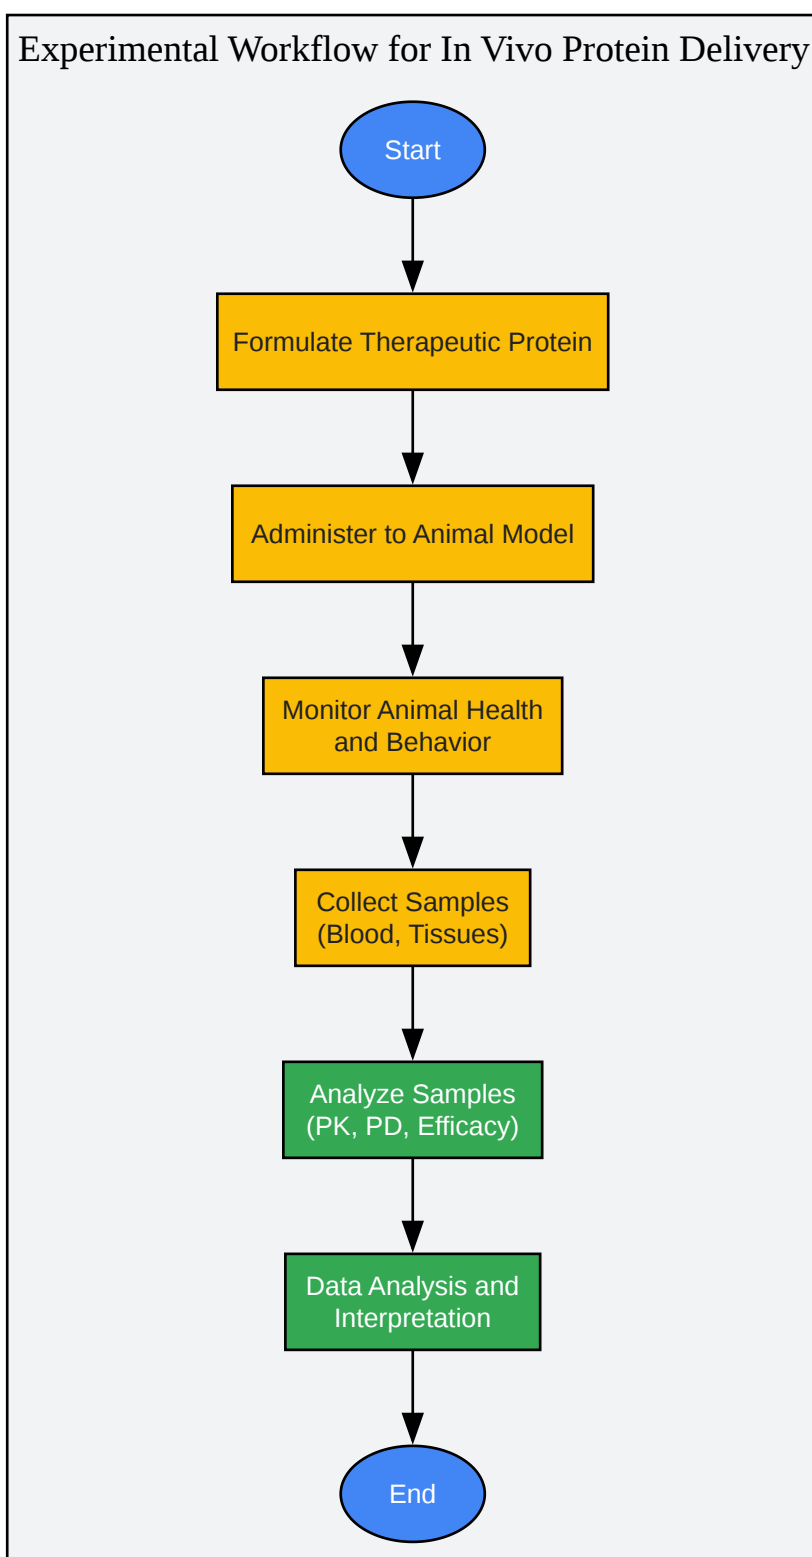 Experimental Workflow for In Vivo Protein Delivery
Start
Formulate Therapeutic Protein
Administer to Animal Model
Monitor Animal Health
and Behavior
Collect Samples
(Blood, Tissues)
Analyze Samples
(PK, PD, Efficacy)
Data Analysis and
Interpretation
End